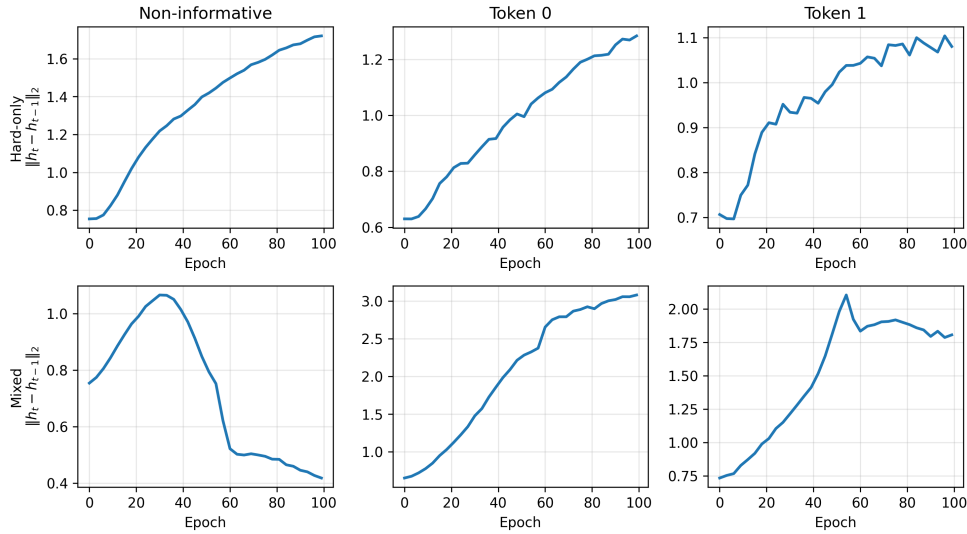 Non-informative
Token 0
Token 1
Hard-only
∥h_t − h_{t−1}∥_2
1.6
1.4
1.2
1.0
0.8
0 20 40 60 80 100
Epoch
1.2
1.0
0.8
0.6
0 20 40 60 80 100
Epoch
1.1
1.0
0.9
0.8
0.7
0 20 40 60 80 100
Epoch
Mixed
∥h_t − h_{t−1}∥_2
1.0
0.8
0.6
0.4
0 20 40 60 80 100
Epoch
3.0
2.5
2.0
1.5
1.0
0 20 40 60 80 100
Epoch
2.00
1.75
1.50
1.25
1.00
0.75
0 20 40 60 80 100
Epoch